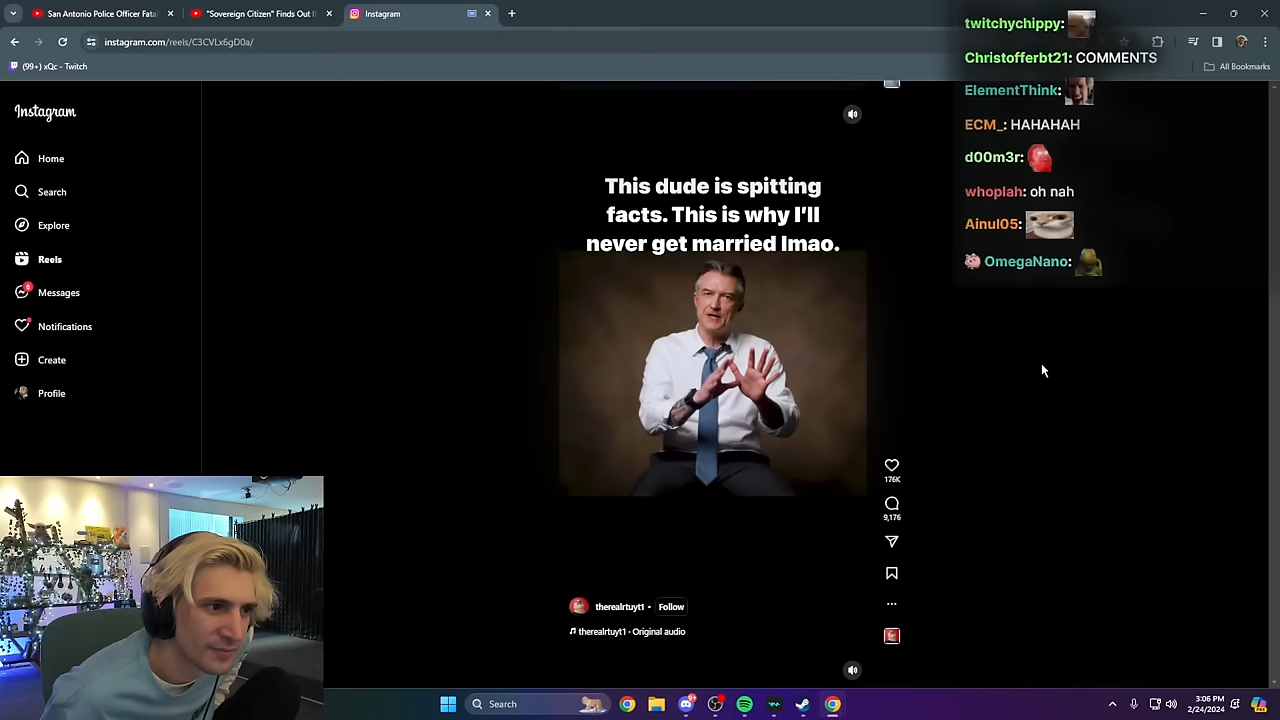 San Antonio Police Officer Fatal
"Sovereign Citizen" Finds Out I
Instagram
instagram.com/reels/C3CVLx6gD0a/
(99+) xQc - Twitch
All Bookmarks
Instagram
Home
Search
Explore
Reels
6
Messages
Notifications
Create
Profile
This dude is spitting
facts. This is why I'll
never get married lmao.
176K
9,176
therealrtuyt1 • Follow
therealrtuyt1 • Original audio
twitchychippy:
Christofferbt21: COMMENTS
ElementThink:
ECM_: HAHAHAH
d00m3r:
whoplah: oh nah
Ainul05:
OmegaNano:
Search
3:06 PM
2/24/2024